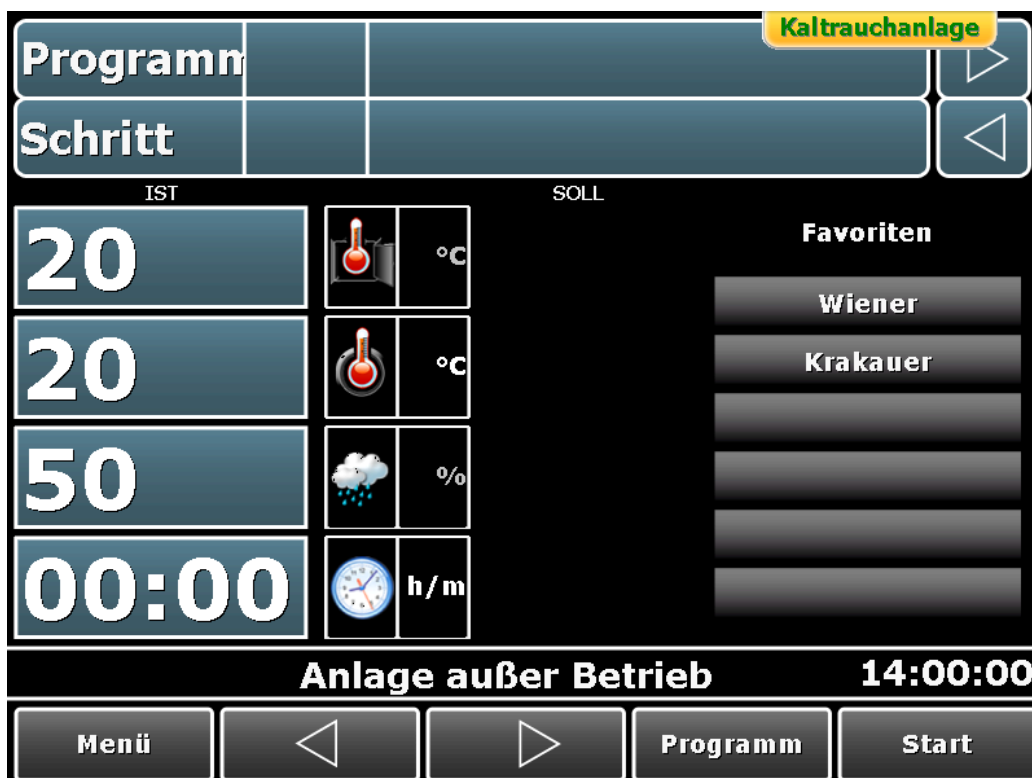 Kaltrauchanlage
Programm
Schritt
IST SOLL
20 °C
Favoriten
Wiener
20 °C
Krakauer
50 %
00:00 h/m
Anlage außer Betrieb 14:00:00
Menü Programm Start